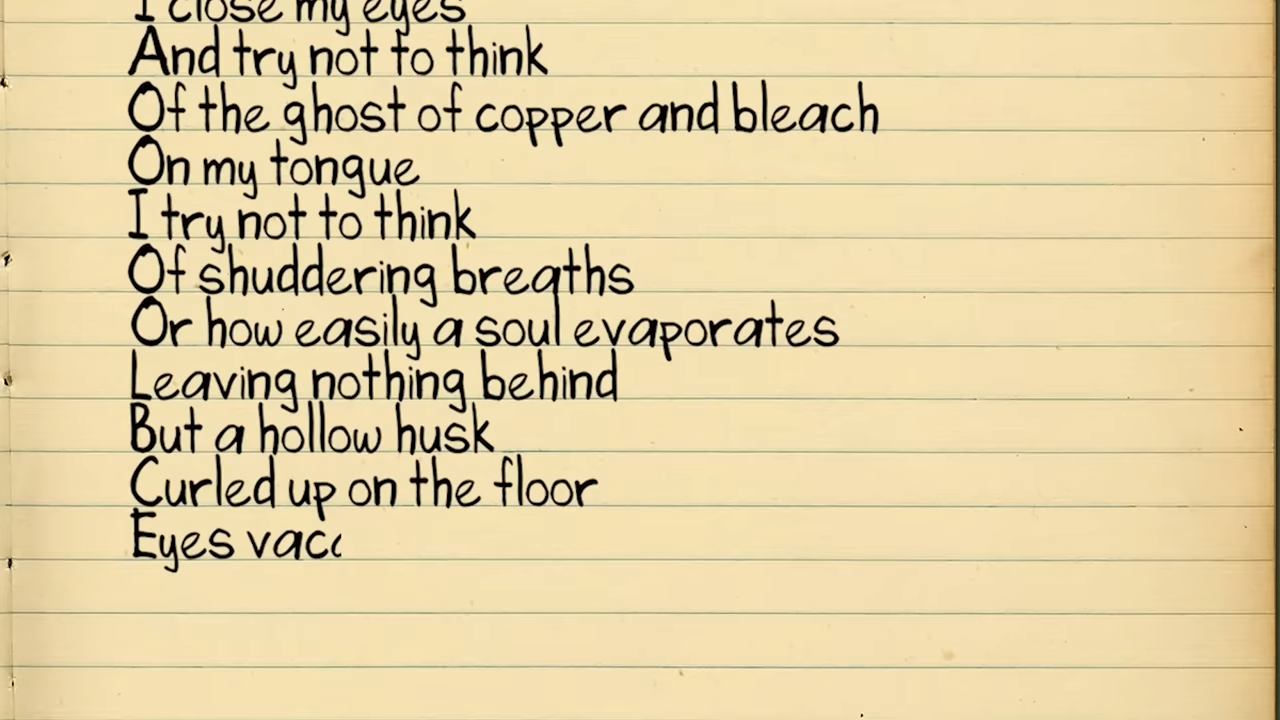 I close my eyes
And try not to think
Of the ghost of copper and bleach
On my tongue
I try not to think
Of shuddering breaths
Or how easily a soul evaporates
Leaving nothing behind
But a hollow husk
Curled up on the floor
Eyes